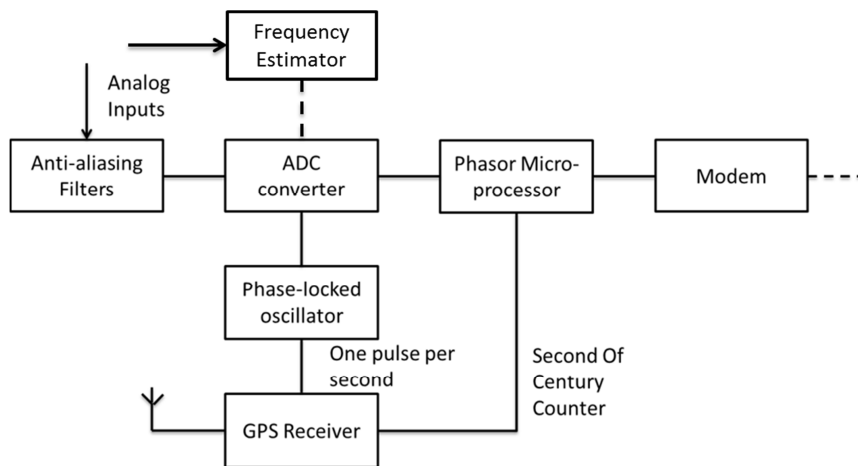 Frequency
Estimator
Analog
Inputs
Anti-aliasing
Filters
ADC
converter
Phasor Micro-
processor
Modem
Phase-locked
oscillator
One pulse per
second
Second Of
Century
Counter
GPS Receiver